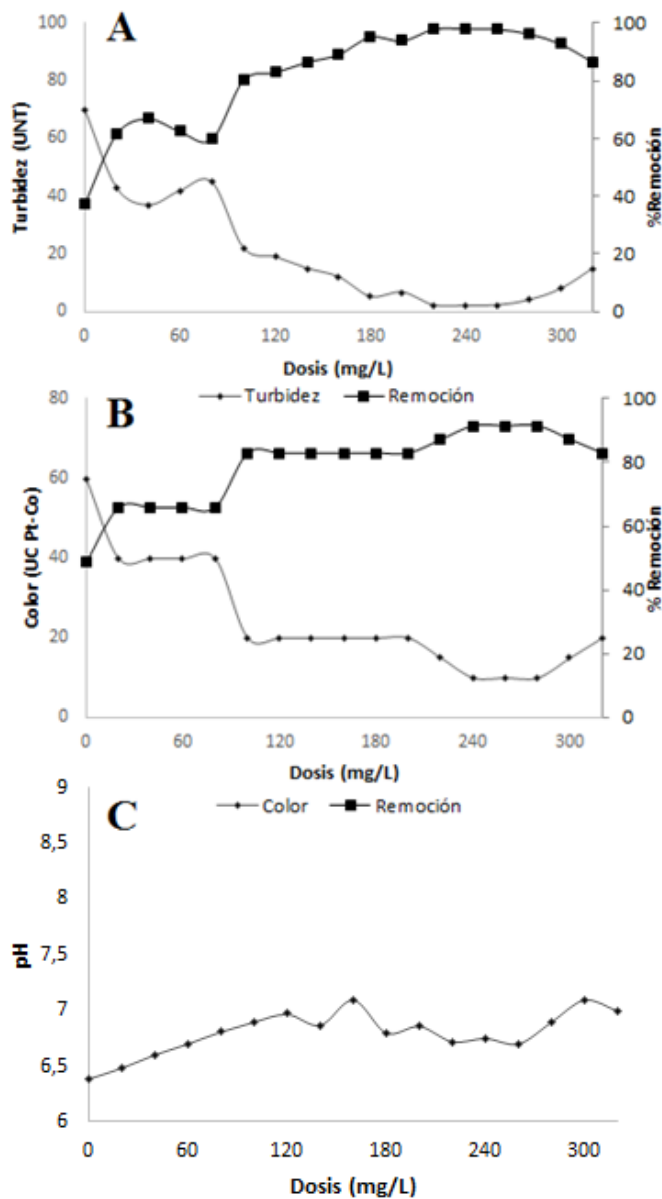 A
100
80
60
40
20
0
Turbidez (UNT)
100
80
60
40
20
0
%Remoción
0 60 120 180 240 300
Dosis (mg/L)
Turbidez Remoción
B
80
60
40
20
0
Color (UC Pt-Co)
100
80
60
40
20
0
% Remoción
0 60 120 180 240 300
Dosis (mg/L)
Color Remoción
C
9
8,5
8
7,5
7
6,5
6
pH
0 60 120 180 240 300
Dosis (mg/L)